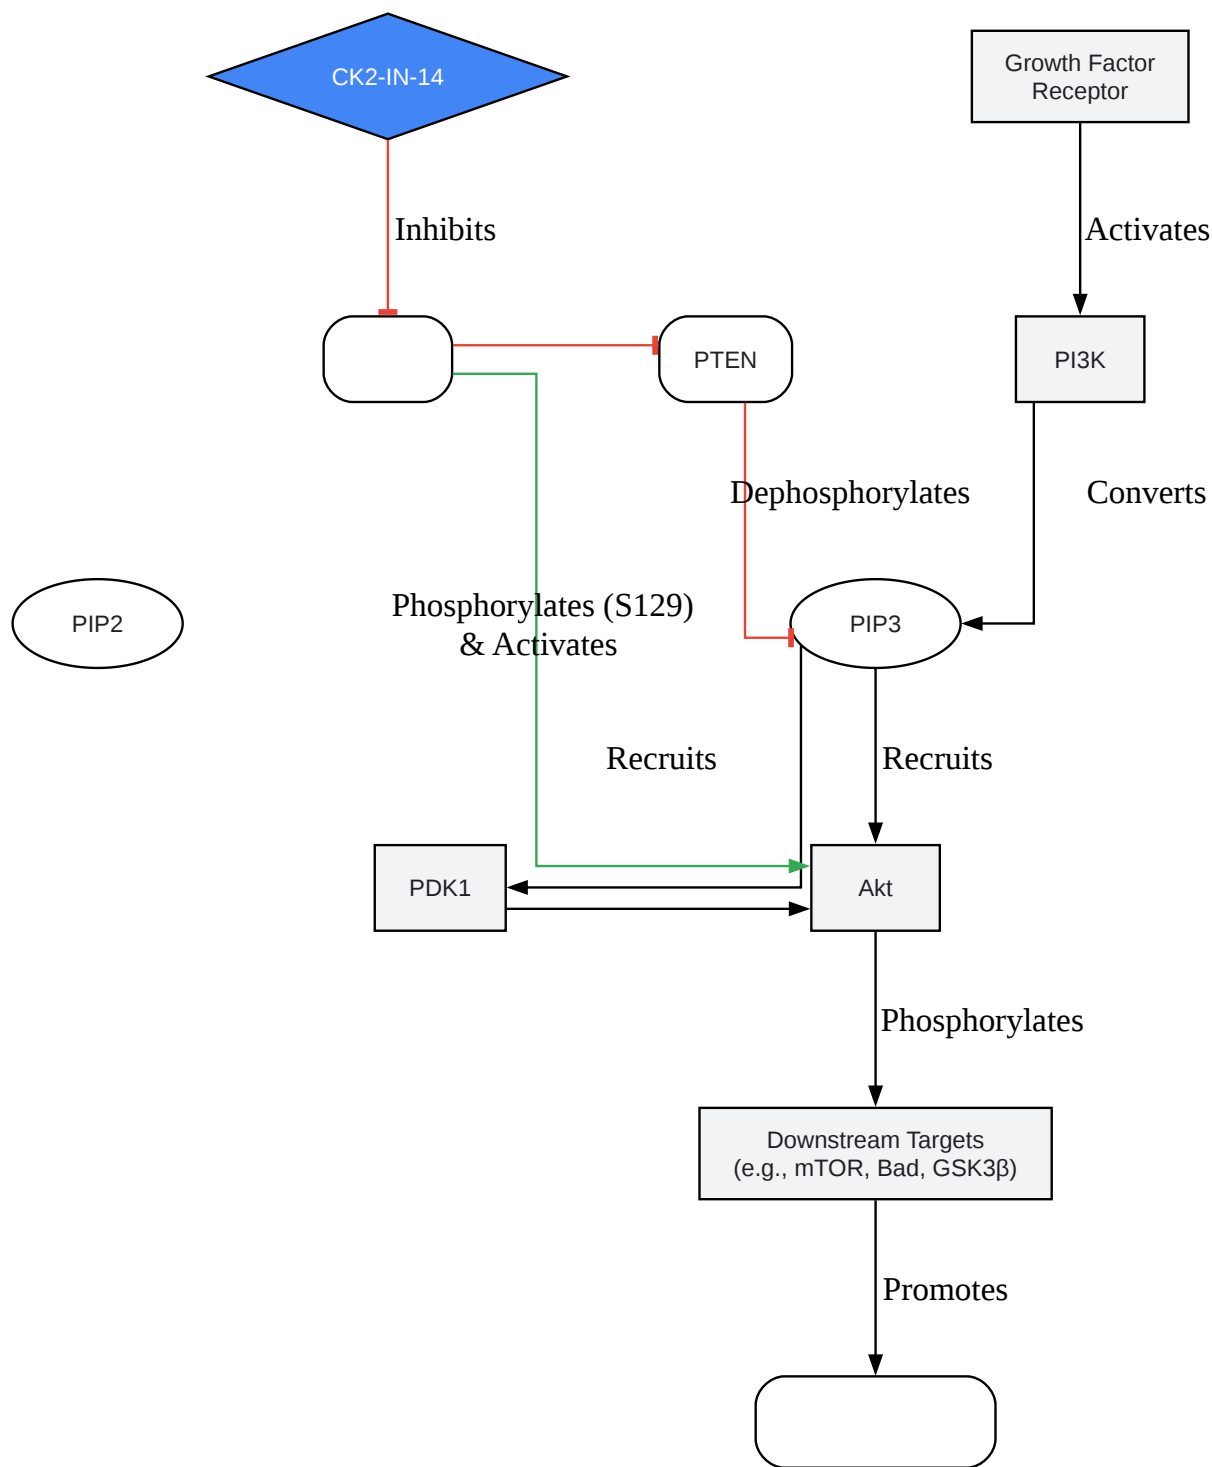 CK2-IN-14
Growth Factor
Receptor
Inhibits
Activates
PTEN
PI3K
Dephosphorylates
Converts
PIP2
Phosphorylates (S129)
& Activates
PIP3
Recruits
Recruits
PDK1
Akt
Phosphorylates
Downstream Targets
(e.g., mTOR, Bad, GSK3β)
Promotes